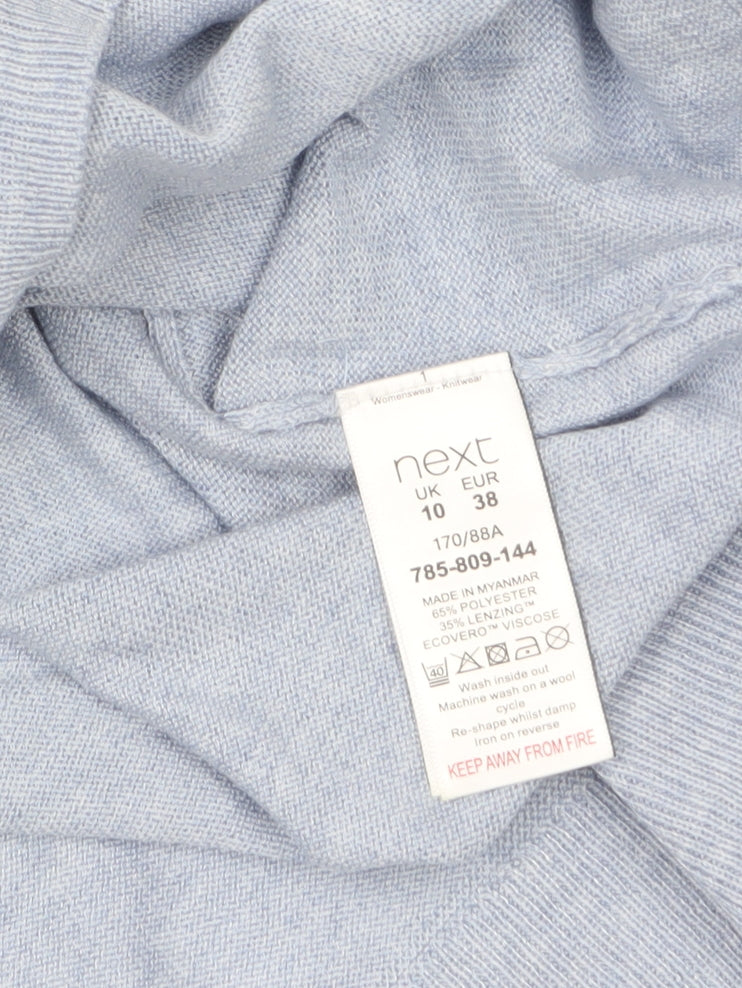 1
Womenswear - Knitwear
next
UK EUR
10 38
170/88A
785-809-144
MADE IN MYANMAR
65% POLYESTER
35% LENZING™
ECOVERO™ VISCOSE
40
Wash inside out
Machine wash on a wool
cycle
Re-shape whilst damp
Iron on reverse
KEEP AWAY FROM FIRE